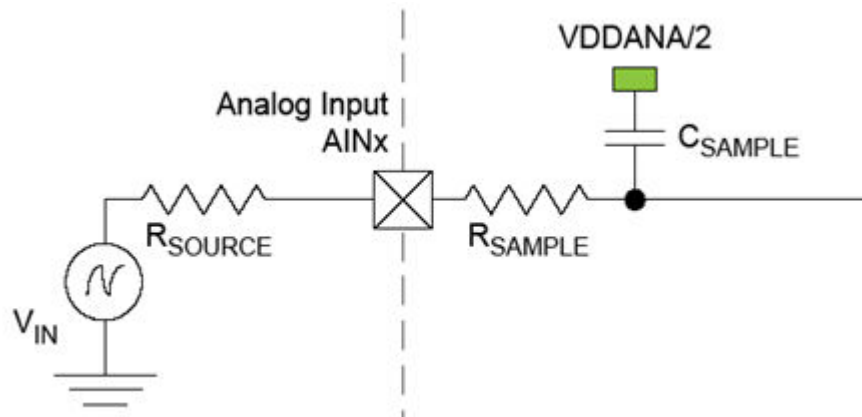 VDDANA/2
Analog Input
AINx
CSAMPLE
RSOURCE
RSAMPLE
VIN